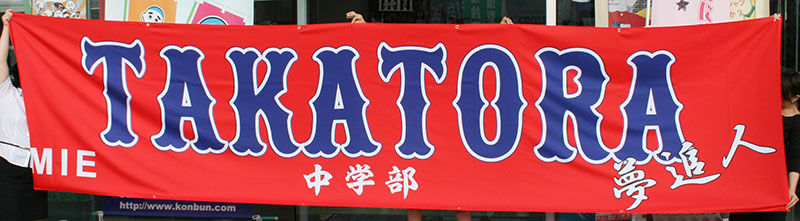 TAKATORA
MIE
中学部
夢追人
http://www.konbun.com